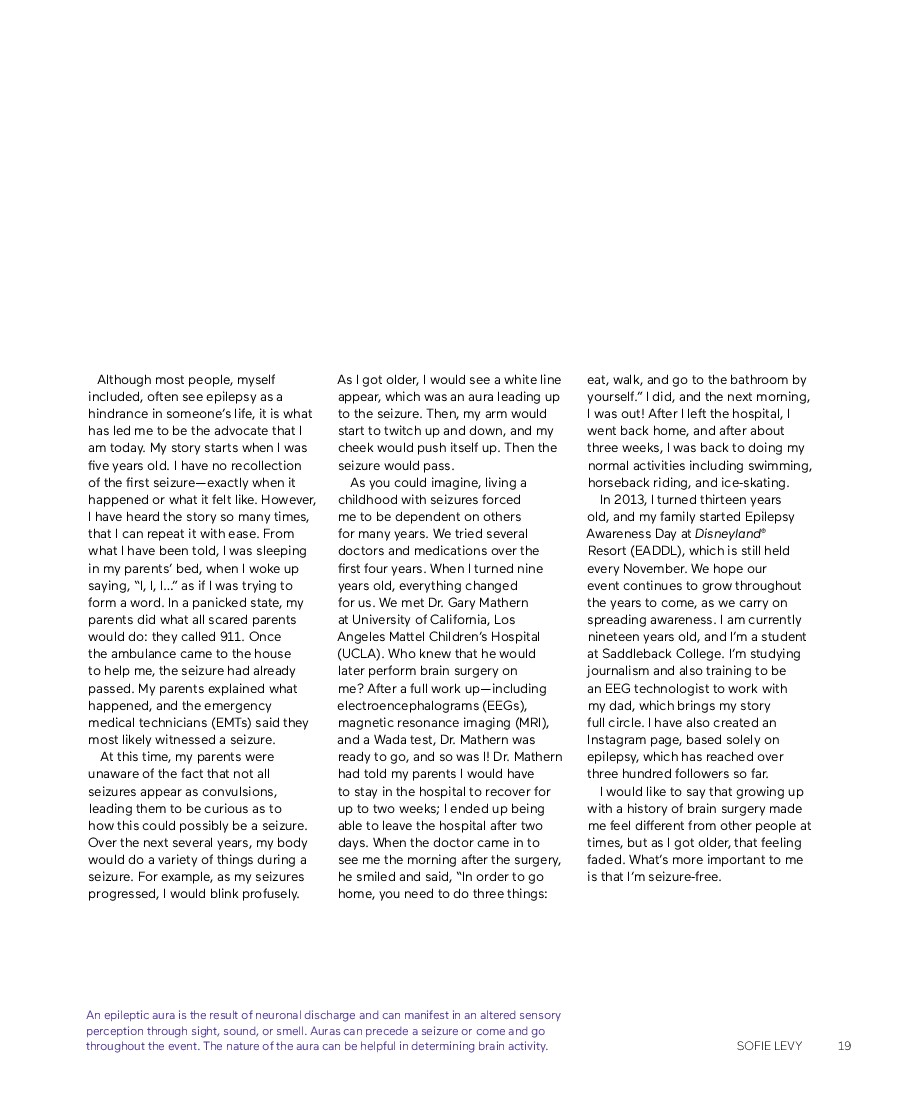 Although most people, myself
included, often see epilepsy as a
hindrance in someone's life, it is what
has led me to be the advocate that I
am today. My story starts when I was
five years old. I have no recollection
of the first seizure—exactly when it
happened or what it felt like. However,
I have heard the story so many times,
that I can repeat it with ease. From
what I have been told, I was sleeping
in my parents' bed, when I woke up
saying, "I, I, I..." as if I was trying to
form a word. In a panicked state, my
parents did what all scared parents
would do: they called 911. Once
the ambulance came to the house
to help me, the seizure had already
passed. My parents explained what
happened, and the emergency
medical technicians (EMTs) said they
most likely witnessed a seizure.
At this time, my parents were
unaware of the fact that not all
seizures appear as convulsions,
leading them to be curious as to
how this could possibly be a seizure.
Over the next several years, my body
would do a variety of things during a
seizure. For example, as my seizures
progressed, I would blink profusely.
As I got older, I would see a white line
appear, which was an aura leading up
to the seizure. Then, my arm would
start to twitch up and down, and my
cheek would push itself up. Then the
seizure would pass.
As you could imagine, living a
childhood with seizures forced
me to be dependent on others
for many years. We tried several
doctors and medications over the
first four years. When I turned nine
years old, everything changed
for us. We met Dr. Gary Mathern
at University of California, Los
Angeles Mattel Children's Hospital
(UCLA). Who knew that he would
later perform brain surgery on
me? After a full work up—including
electroencephalograms (EEGs),
magnetic resonance imaging (MRI),
and a Wada test, Dr. Mathern was
ready to go, and so was I! Dr. Mathern
had told my parents I would have
to stay in the hospital to recover for
up to two weeks; I ended up being
able to leave the hospital after two
days. When the doctor came in to
see me the morning after the surgery,
he smiled and said, "In order to go
home, you need to do three things:
eat, walk, and go to the bathroom by
yourself." I did, and the next morning,
I was out! After I left the hospital, I
went back home, and after about
three weeks, I was back to doing my
normal activities including swimming,
horseback riding, and ice-skating.
In 2013, I turned thirteen years
old, and my family started Epilepsy
Awareness Day at Disneyland®
Resort (EADDL), which is still held
every November. We hope our
event continues to grow throughout
the years to come, as we carry on
spreading awareness. I am currently
nineteen years old, and I'm a student
at Saddleback College. I'm studying
journalism and also training to be
an EEG technologist to work with
my dad, which brings my story
full circle. I have also created an
Instagram page, based solely on
epilepsy, which has reached over
three hundred followers so far.
I would like to say that growing up
with a history of brain surgery made
me feel different from other people at
times, but as I got older, that feeling
faded. What's more important to me
is that I'm seizure-free.
An epileptic aura is the result of neuronal discharge and can manifest in an altered sensory
perception through sight, sound, or smell. Auras can precede a seizure or come and go
throughout the event. The nature of the aura can be helpful in determining brain activity.
SOFIE LEVY 19